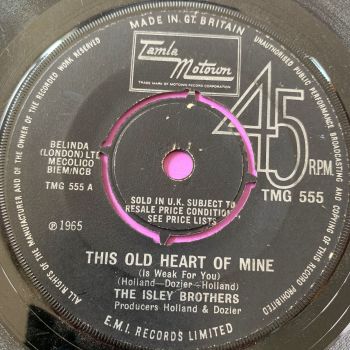 MADE IN GT. BRITAIN
UNAUTHORISED PUBLIC PERFORMANCE BROADCASTING AND COPYING OF THIS RECORD PROHIBITED
ALL RIGHTS OF THE MANUFACTURER AND OF THE OWNER OF THE RECORDED WORK RESERVED
Tamla
Motown
TRADE MARK OF MOTOWN RECORD CORPORATION
45
RPM.
BELINDA
(LONDON) LTD
MECOLICO
BIEM/NCB
TMG 555 A
TMG 555
SOLD IN U.K. SUBJECT TO
RESALE PRICE CONDITIONS
SEE PRICE LISTS
℗ 1965
THIS OLD HEART OF MINE
(Is Weak For You)
(Holland—Dozier—Holland)
THE ISLEY BROTHERS
Producers Holland & Dozier
E.M.I. RECORDS LIMITED